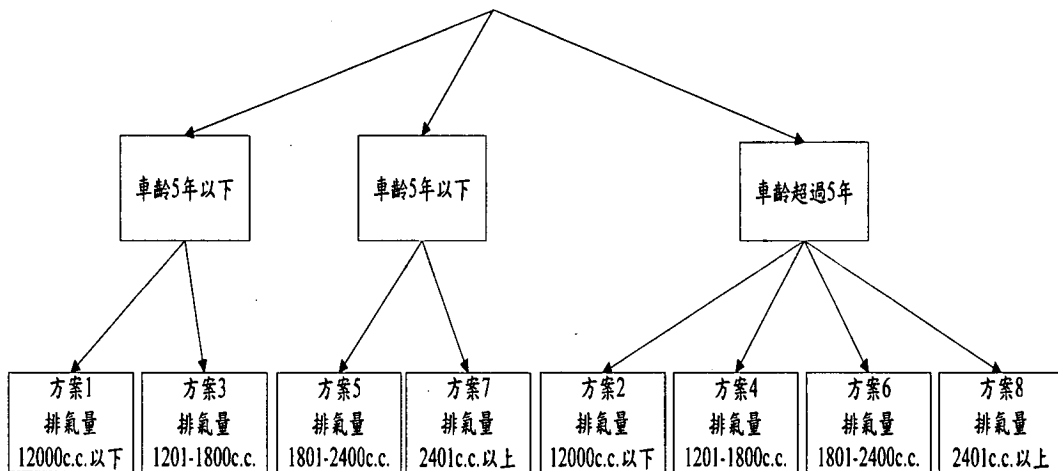 車齡5年以下
車齡5年以下
車齡超過5年
方案1
排氣量
12000c.c.以下
方案3
排氣量
1201-1800c.c.
方案5
排氣量
1801-2400c.c.
方案7
排氣量
2401c.c.以上
方案2
排氣量
12000c.c.以下
方案4
排氣量
1201-1800c.c.
方案6
排氣量
1801-2400c.c.
方案8
排氣量
2401c.c.以上